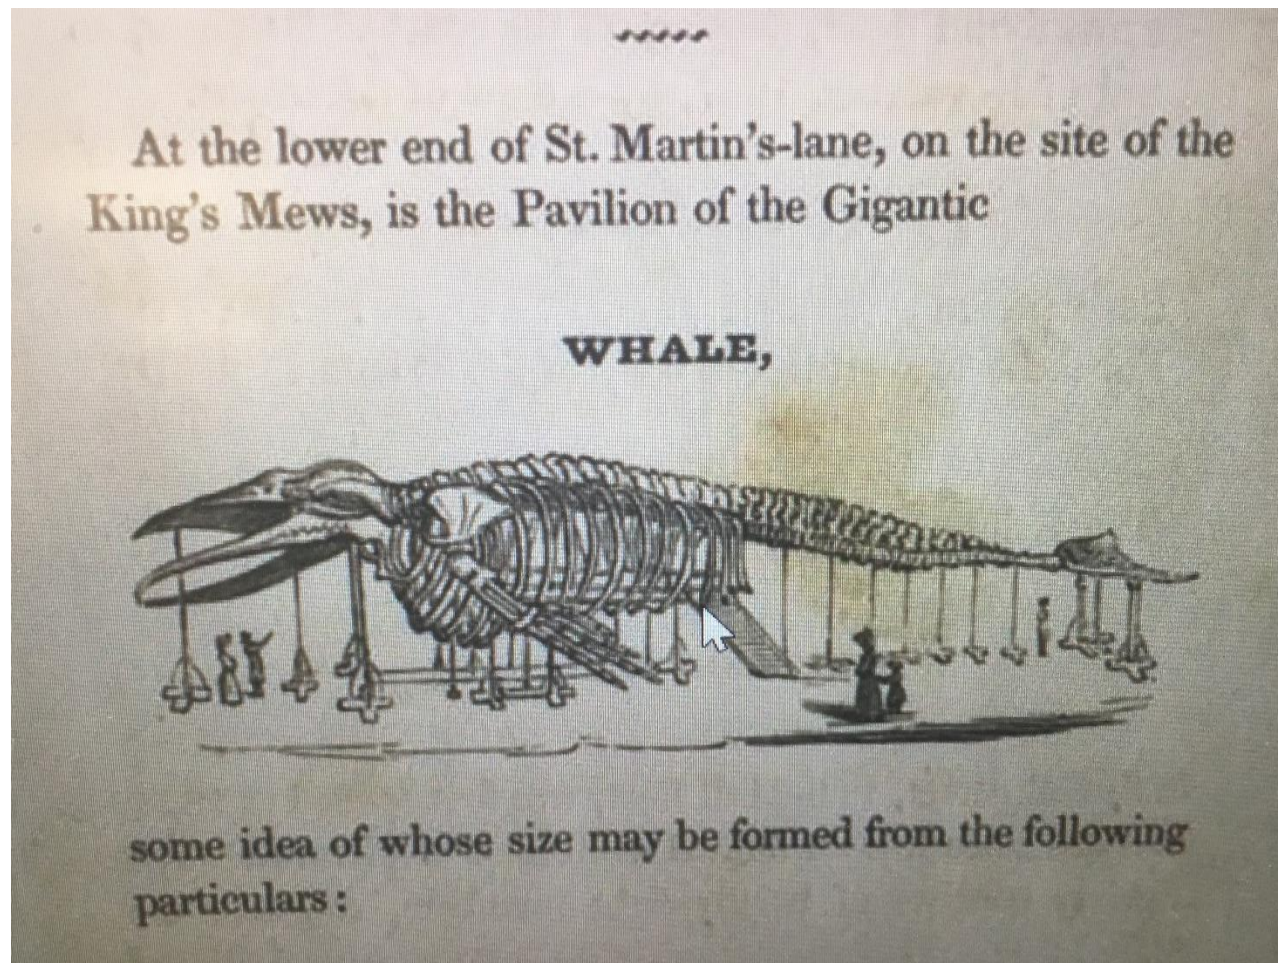 At the lower end of St. Martin's-lane, on the site of the
King's Mews, is the Pavilion of the Gigantic
WHALE,
some idea of whose size may be formed from the following
particulars: